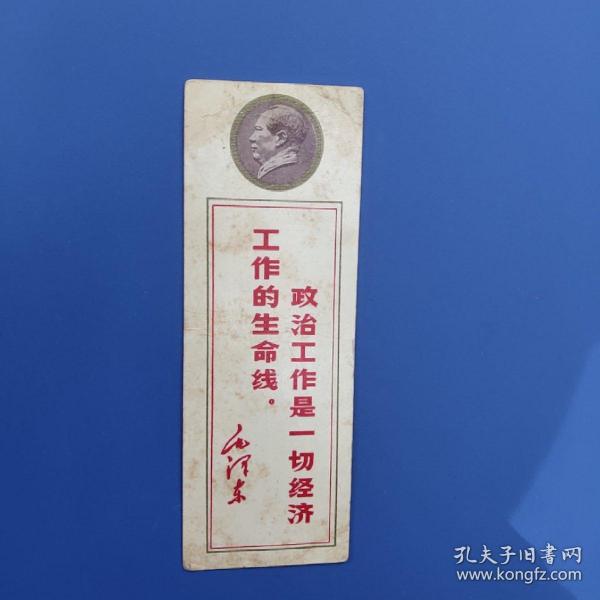 政治工作是一切经济
工作的生命线。
毛泽东
孔夫子旧書网
www.kongfz.com